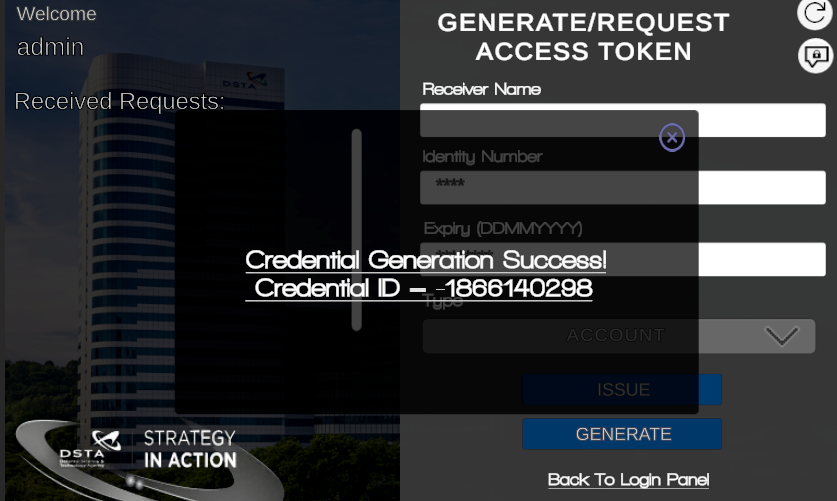 Welcome
admin
Received Requests:
DSTA
DSTA
STRATEGY
IN ACTION
GENERATE/REQUEST
ACCESS TOKEN
Receiver Name
Identity Number
****
Expiry (DDMMYYYY)
Type
ACCOUNT
ISSUE
GENERATE
Back To Login Panel
Credential Generation Success!
Credential ID - -1866140298